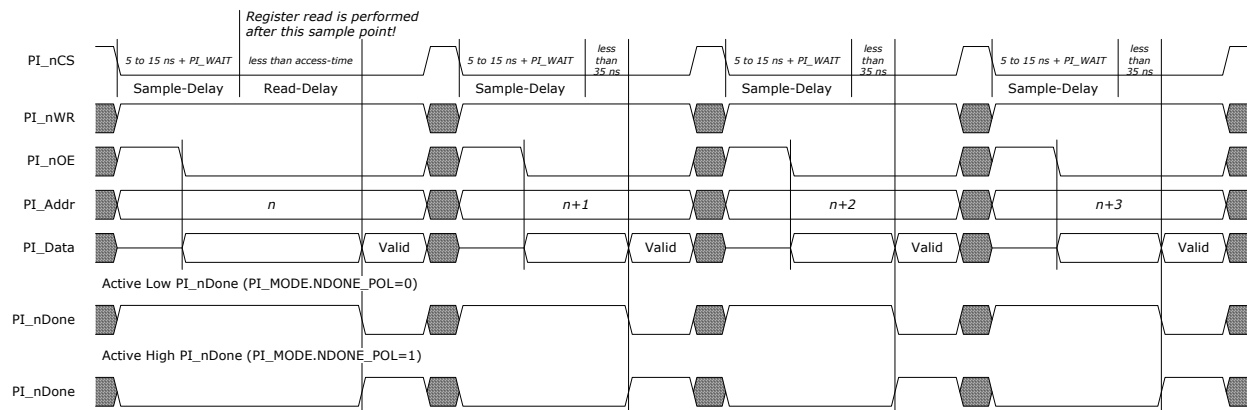 Register read is performed
after this sample point!
PI_nCS
5 to 15 ns + PI_WAIT
less than access-time
5 to 15 ns + PI_WAIT
less
than
35 ns
5 to 15 ns + PI_WAIT
less
than
35 ns
5 to 15 ns + PI_WAIT
less
than
35 ns
Sample-Delay
Read-Delay
Sample-Delay
Sample-Delay
Sample-Delay
PI_nWR
PI_nOE
PI_Addr
n
n+1
n+2
n+3
PI_Data
Valid
Valid
Valid
Valid
Active Low PI_nDone (PI_MODE.NDONE_POL=0)
PI_nDone
Active High PI_nDone (PI_MODE.NDONE_POL=1)
PI_nDone